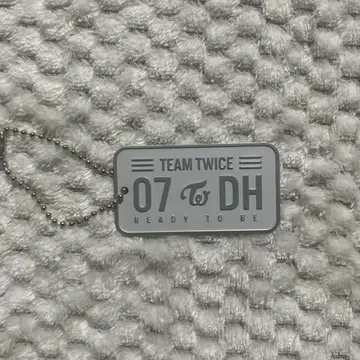 TEAM TWICE
07 DH
READY TO BE